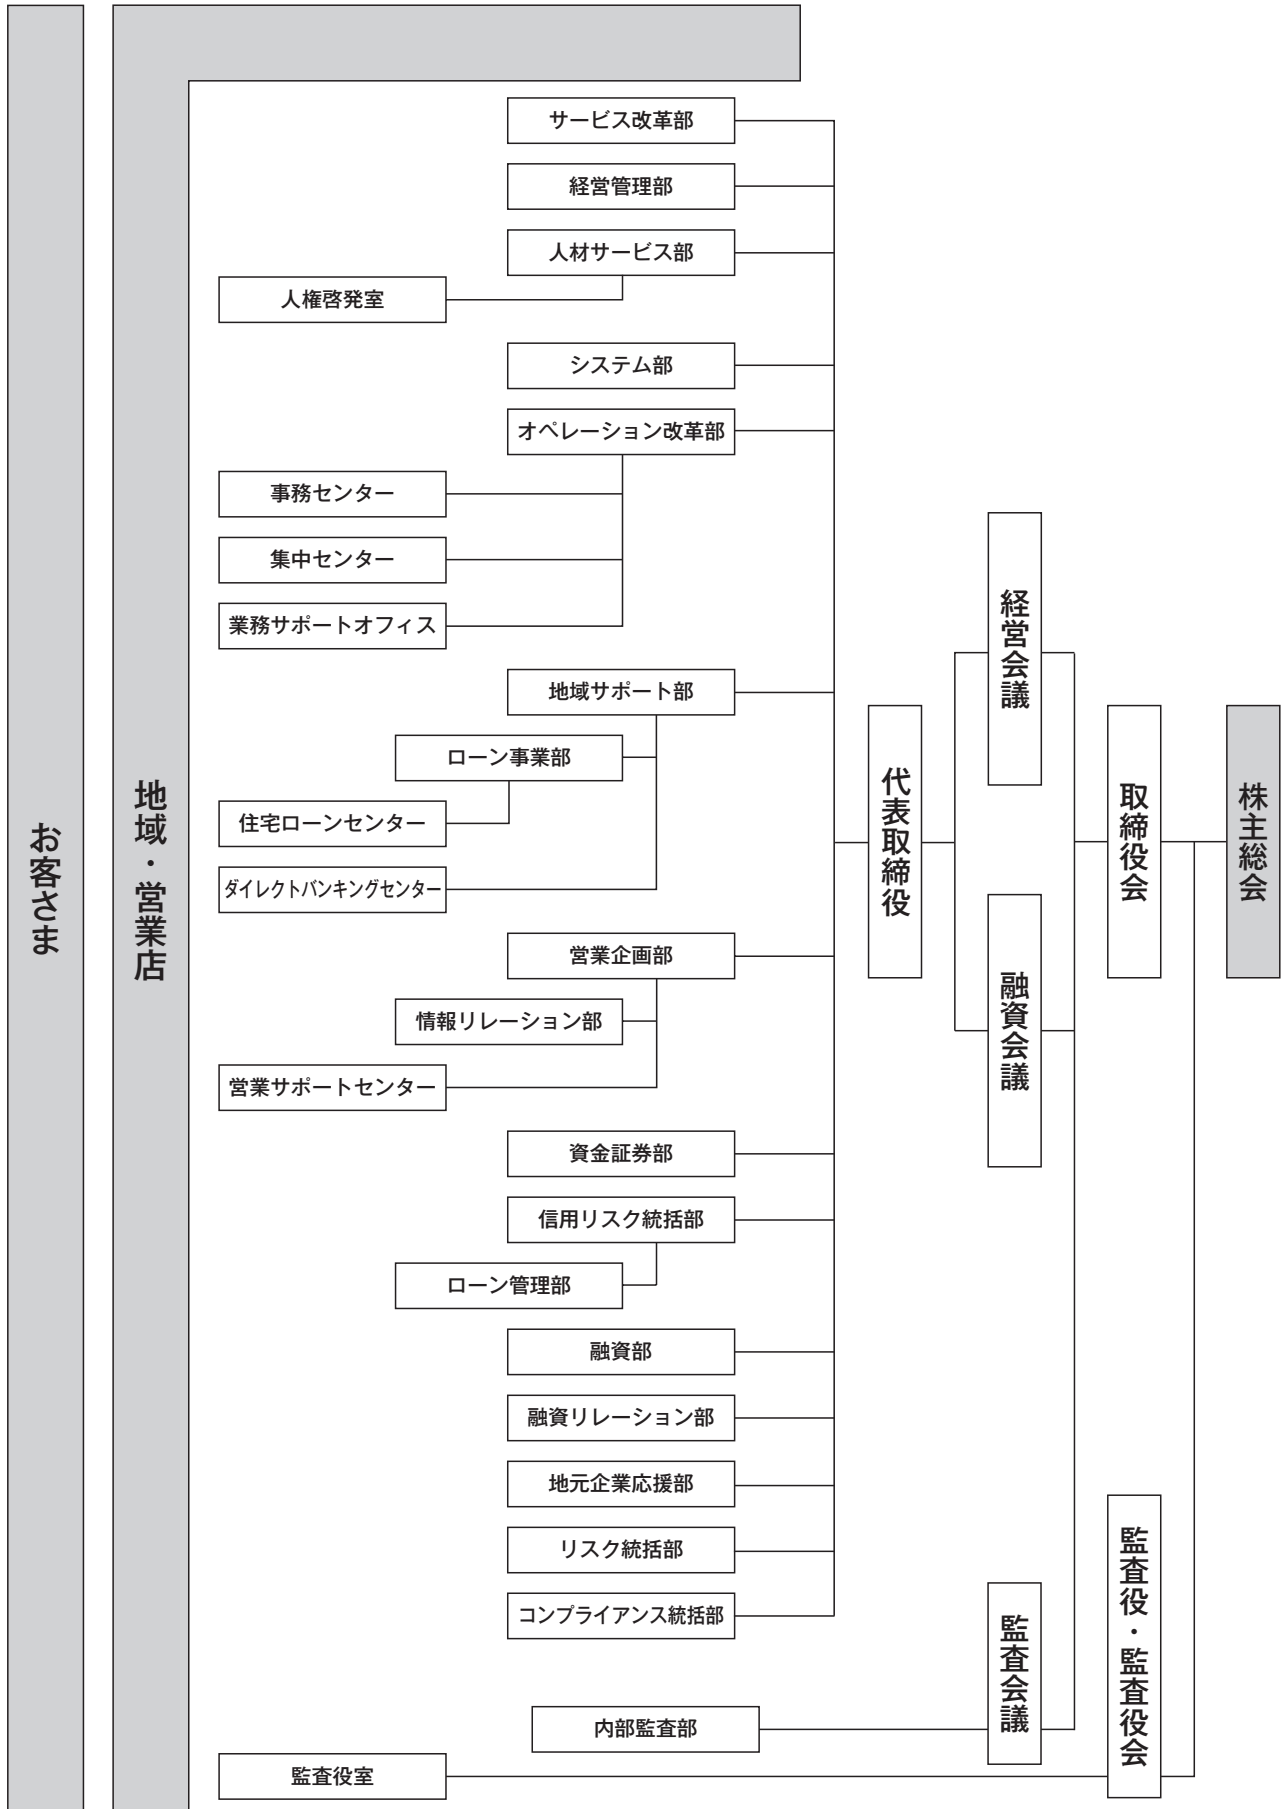 お客さま
地域・営業店
サービス改革部
経営管理部
人材サービス部
人権啓発室
システム部
オペレーション改革部
事務センター
集中センター
業務サポートオフィス
地域サポート部
ローン事業部
住宅ローンセンター
ダイレクトバンキングセンター
営業企画部
情報リレーション部
営業サポートセンター
資金証券部
信用リスク統括部
ローン管理部
融資部
融資リレーション部
地元企業応援部
リスク統括部
コンプライアンス統括部
内部監査部
監査役室
代表取締役
経営会議
融資会議
監査会議
取締役会
監査役・監査役会
株主総会